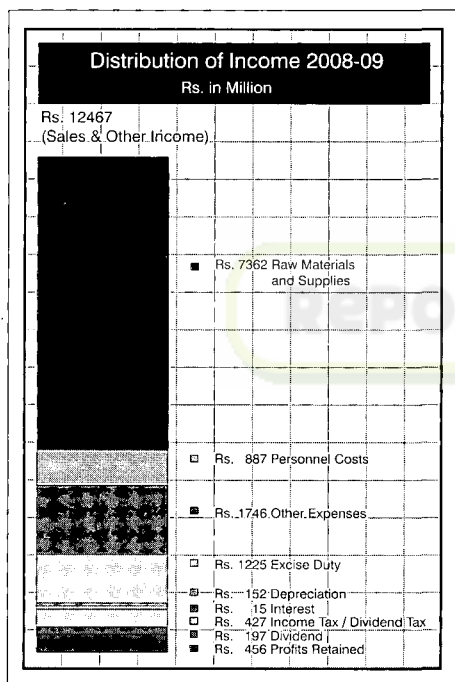 Distribution of Income 2008-09
Rs. in Million
Rs. 12467
(Sales & Other Income)
Rs. 7362 Raw Materials
and Supplies
Rs. 887 Personnel Costs
Rs. 1746 Other Expenses
Rs. 1225 Excise Duty
Rs. 152 Depreciation
Rs. 15 Interest
Rs. 427 Income Tax / Dividend Tax
Rs. 197 Dividend
Rs. 456 Profits Retained